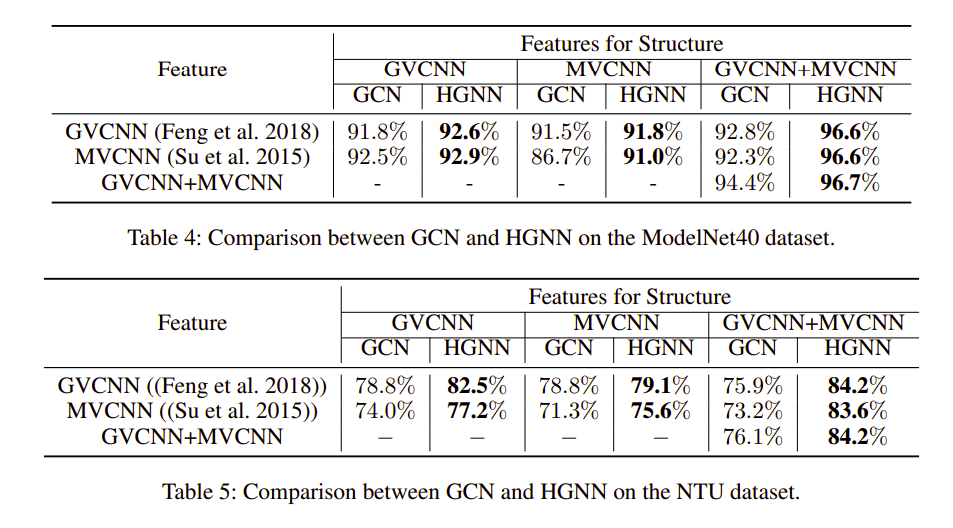 Features for Structure
Feature GVCNN MVCNN GVCNN+MVCNN
GCN HGNN GCN HGNN GCN HGNN
GVCNN (Feng et al. 2018) 91.8% 92.6% 91.5% 91.8% 92.8% 96.6%
MVCNN (Su et al. 2015) 92.5% 92.9% 86.7% 91.0% 92.3% 96.6%
GVCNN+MVCNN - - - - 94.4% 96.7%
Table 4: Comparison between GCN and HGNN on the ModelNet40 dataset.
Features for Structure
Feature GVCNN MVCNN GVCNN+MVCNN
GCN HGNN GCN HGNN GCN HGNN
GVCNN ((Feng et al. 2018)) 78.8% 82.5% 78.8% 79.1% 75.9% 84.2%
MVCNN ((Su et al. 2015)) 74.0% 77.2% 71.3% 75.6% 73.2% 83.6%
GVCNN+MVCNN − − − − 76.1% 84.2%
Table 5: Comparison between GCN and HGNN on the NTU dataset.